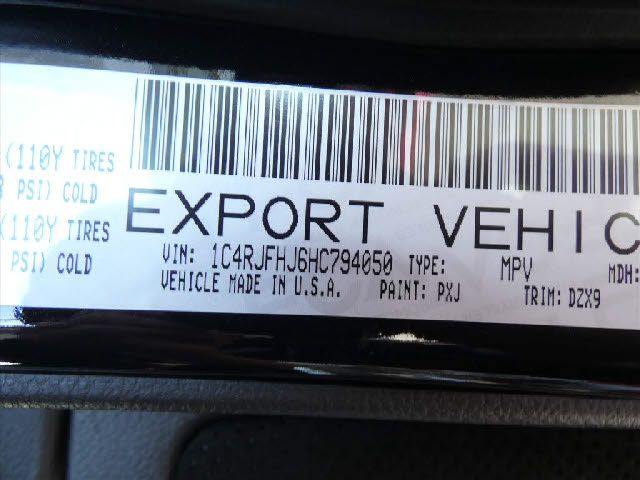 (110Y TIRES
PSI) COLD
(110Y TIRES
PSI) COLD
EXPORT VEHIC
VIN: 1C4RJFHJ6HC794050 TYPE: MPV MDH:
VEHICLE MADE IN U.S.A. PAINT: PXJ TRIM: DZX9